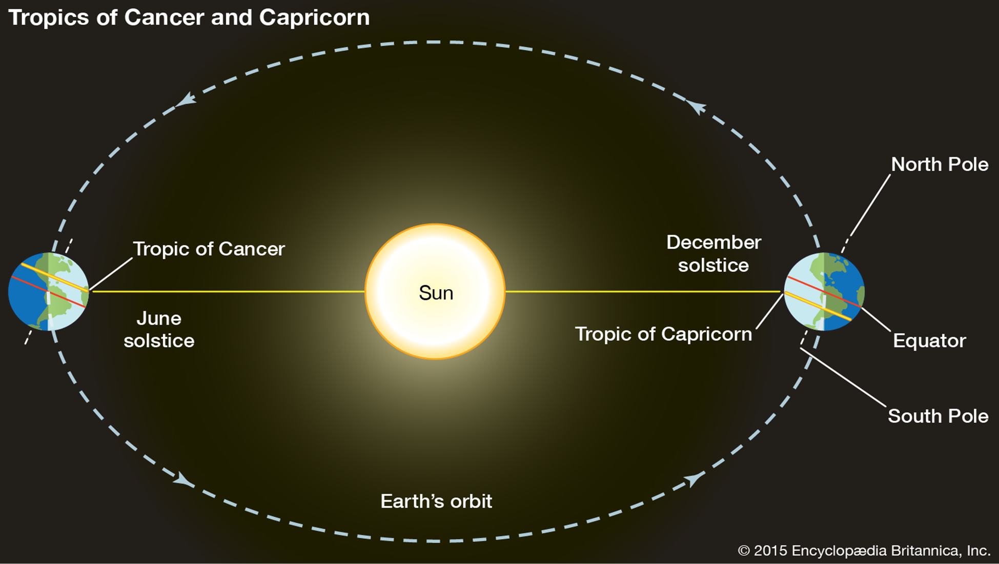 Tropics of Cancer and Capricorn
North Pole
Tropic of Cancer
December
solstice
Sun
June
solstice
Tropic of Capricorn
Equator
South Pole
Earth’s orbit
© 2015 Encyclopædia Britannica, Inc.